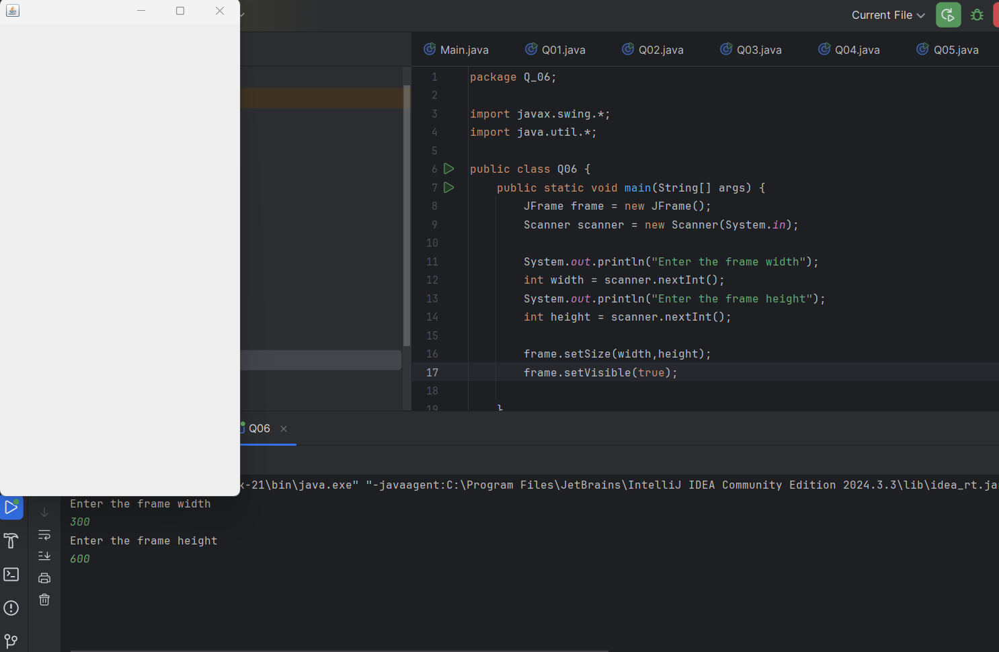 Current File
Main.java Q01.java Q02.java Q03.java Q04.java Q05.java
1 package Q_06;
2
3 import javax.swing.*;
4 import java.util.*;
5
6 public class Q06 {
7 public static void main(String[] args) {
8 JFrame frame = new JFrame();
9 Scanner scanner = new Scanner(System.in);
10
11 System.out.println("Enter the frame width");
12 int width = scanner.nextInt();
13 System.out.println("Enter the frame height");
14 int height = scanner.nextInt();
15
16 frame.setSize(width,height);
17 frame.setVisible(true);
18
19 }
Q06
-21\bin\java.exe" "-javaagent:C:\Program Files\JetBrains\IntelliJ IDEA Community Edition 2024.3.3\lib\idea_rt.ja
Enter the frame width
300
Enter the frame height
600